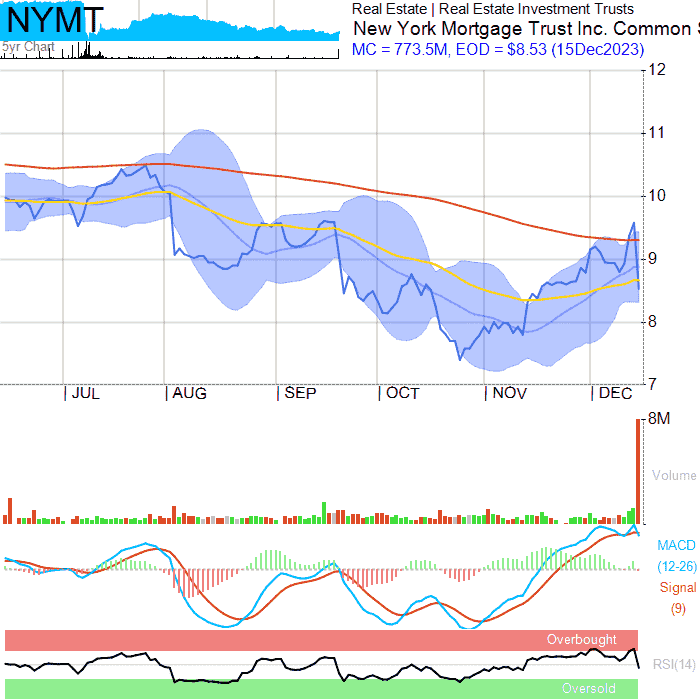 NYMT
5yr Chart
Real Estate | Real Estate Investment Trusts
New York Mortgage Trust Inc. Common S
MC = 773.5M, EOD = $8.53 (15Dec2023)
12
11
10
9
8
7
JUL AUG SEP OCT NOV DEC
8M
Volume
MACD
(12-26)
Signal
(9)
Overbought
RSI(14)
Oversold